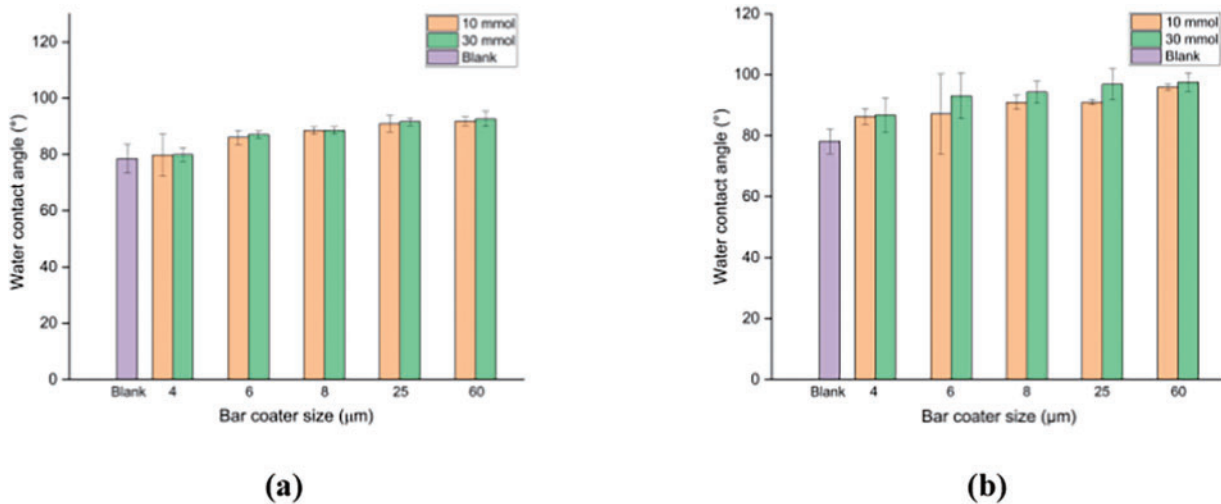 120
100
80
60
40
20
0
Water contact angle (°)
10 mmol
30 mmol
Blank
Blank 4 6 8 25 60
Bar coater size (μm)
(a)
120
100
80
60
40
20
0
Water contact angle (°)
10 mmol
30 mmol
Blank
Blank 4 6 8 25 60
Bar coater size (µm)
(b)